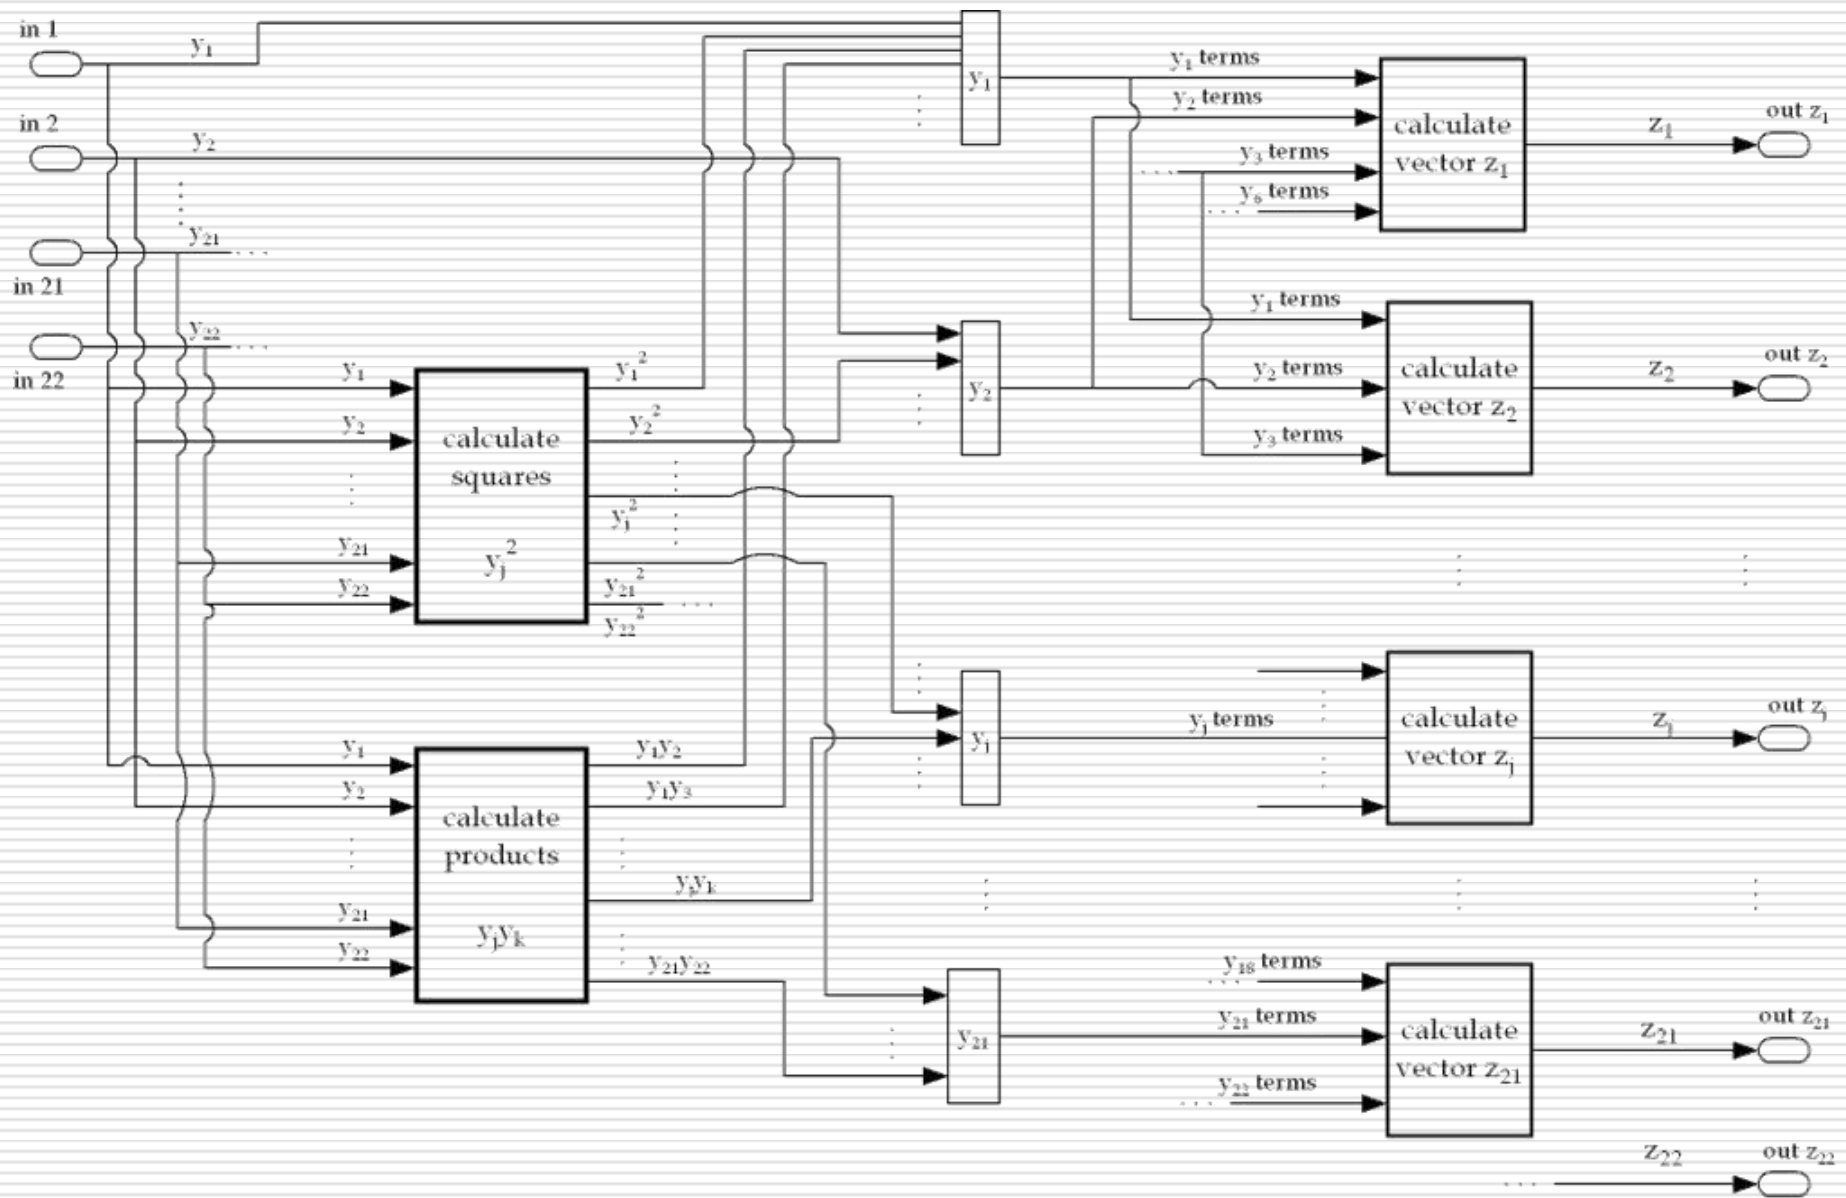 in 1
y₁
in 2
y₂
y₂₁
in 21
y₂₂
in 22
y₁
y₂
y₂₁
y₂₂
calculate
squares
yⱼ²
y₁²
y₂²
yⱼ²
y₂₁²
y₂₂²
y₁
y₂
y₂₁
y₂₂
calculate
products
yⱼyₖ
y₁y₂
y₁y₃
yⱼyₖ
y₂₁y₂₂
y₁
y₂
yⱼ
y₂₁
y₁ terms
y₂ terms
y₃ terms
y₆ terms
calculate
vector z₁
z₁
out z₁
y₁ terms
y₂ terms
y₃ terms
calculate
vector z₂
z₂
out z₂
yⱼ terms
calculate
vector zⱼ
zⱼ
out zⱼ
y₁₈ terms
y₂₁ terms
y₂₂ terms
calculate
vector z₂₁
z₂₁
out z₂₁
z₂₂
out z₂₂